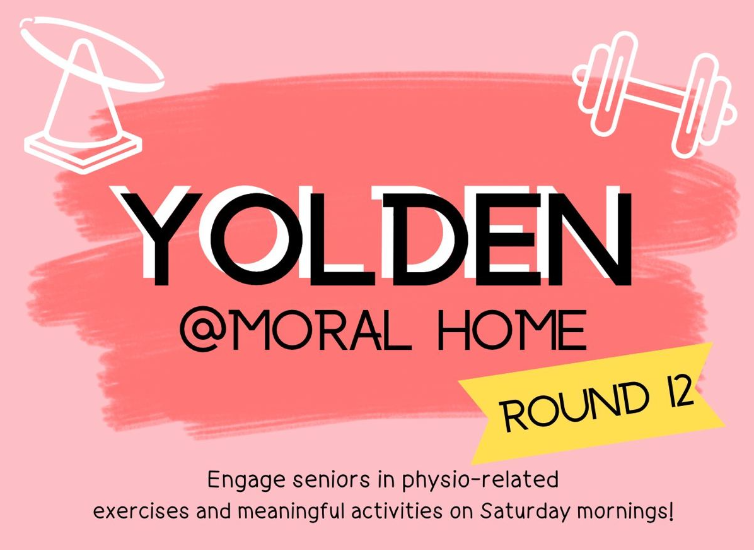 YOLDEN
@MORAL HOME
ROUND 12
Engage seniors in physio-related
exercises and meaningful activities on Saturday mornings!